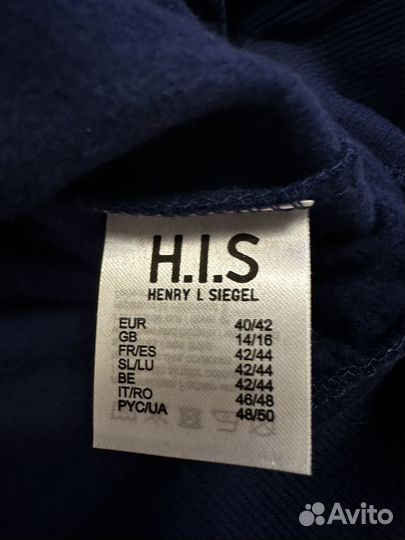 H.I.S
HENRY L SIEGEL
EUR 40/42
GB 14/16
FR/ES 42/44
SL/LU 42/44
BE 42/44
IT/RO 46/48
РУС/UA 48/50
Avito